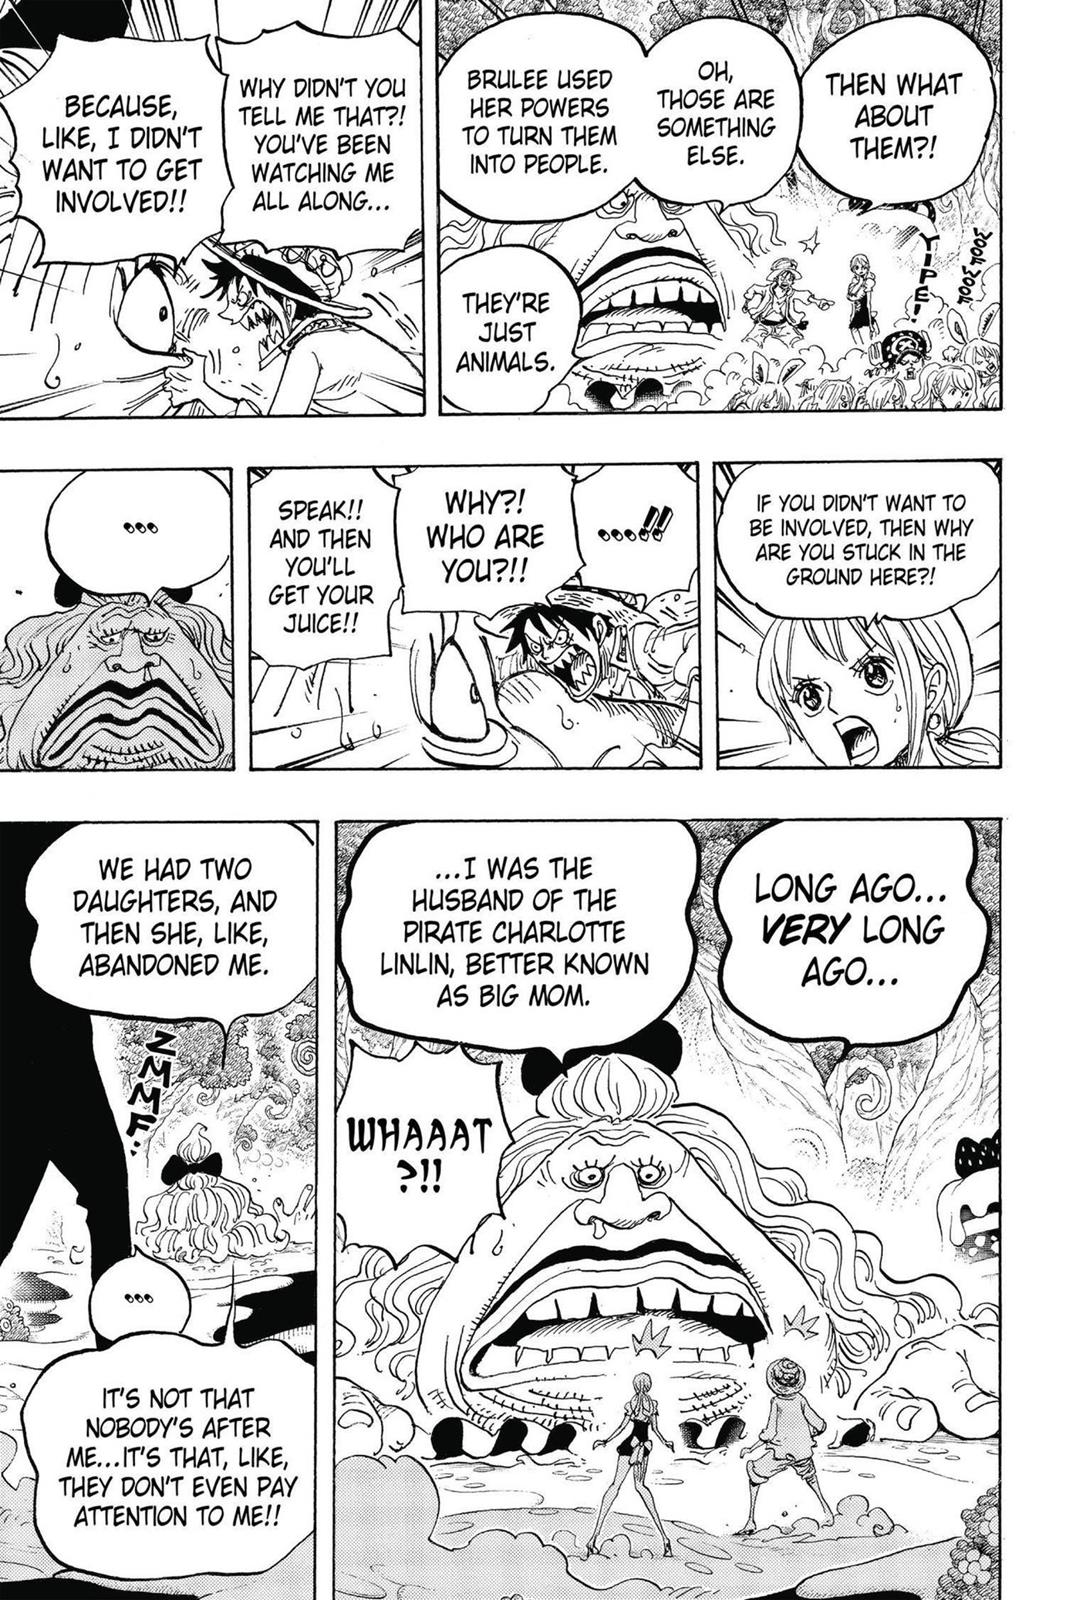 THEN WHAT
ABOUT
THEM?!
OH,
THOSE ARE
SOMETHING
ELSE.
BRULEE USED
HER POWERS
TO TURN THEM
INTO PEOPLE.
THEY'RE
JUST
ANIMALS.
YIPE!
WHY DIDN'T YOU
TELL ME THAT?!
YOU'VE BEEN
WATCHING ME
ALL ALONG...
BECAUSE,
LIKE, I DIDN'T
WANT TO GET
INVOLVED!!
IF YOU DIDN'T WANT TO
BE INVOLVED, THEN WHY
ARE YOU STUCK IN THE
GROUND HERE?!
....!!
WHY?!
WHO ARE
YOU?!!
SPEAK!!
AND THEN
YOU'LL
GET YOUR
JUICE!!
...
LONG AGO...
VERY LONG
AGO...
...I WAS THE
HUSBAND OF THE
PIRATE CHARLOTTE
LINLIN, BETTER KNOWN
AS BIG MOM.
WHAAAT
?!!
WE HAD TWO
DAUGHTERS, AND
THEN SHE, LIKE,
ABANDONED ME.
ZMMF.
...
IT'S NOT THAT
NOBODY'S AFTER
ME...IT'S THAT, LIKE,
THEY DON'T EVEN PAY
ATTENTION TO ME!!